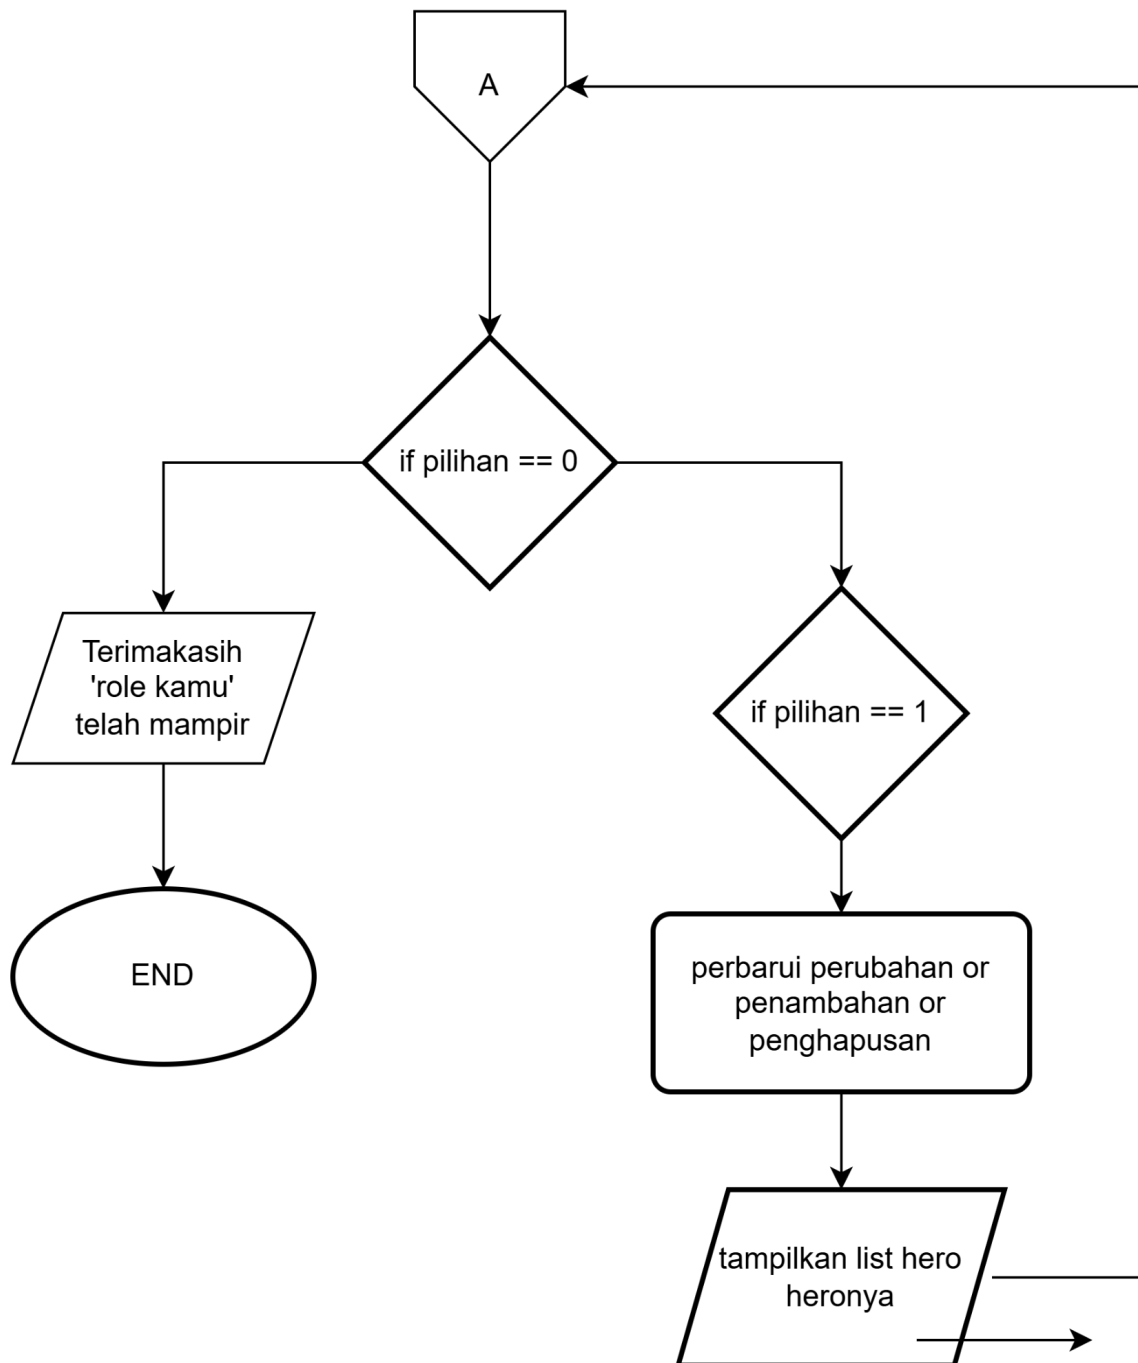 A
if pilihan == 0
Terimakasih
'role kamu'
telah mampir
if pilihan == 1
END
perbarui perubahan or
penambahan or
penghapusan
tampilkan list hero
heronya